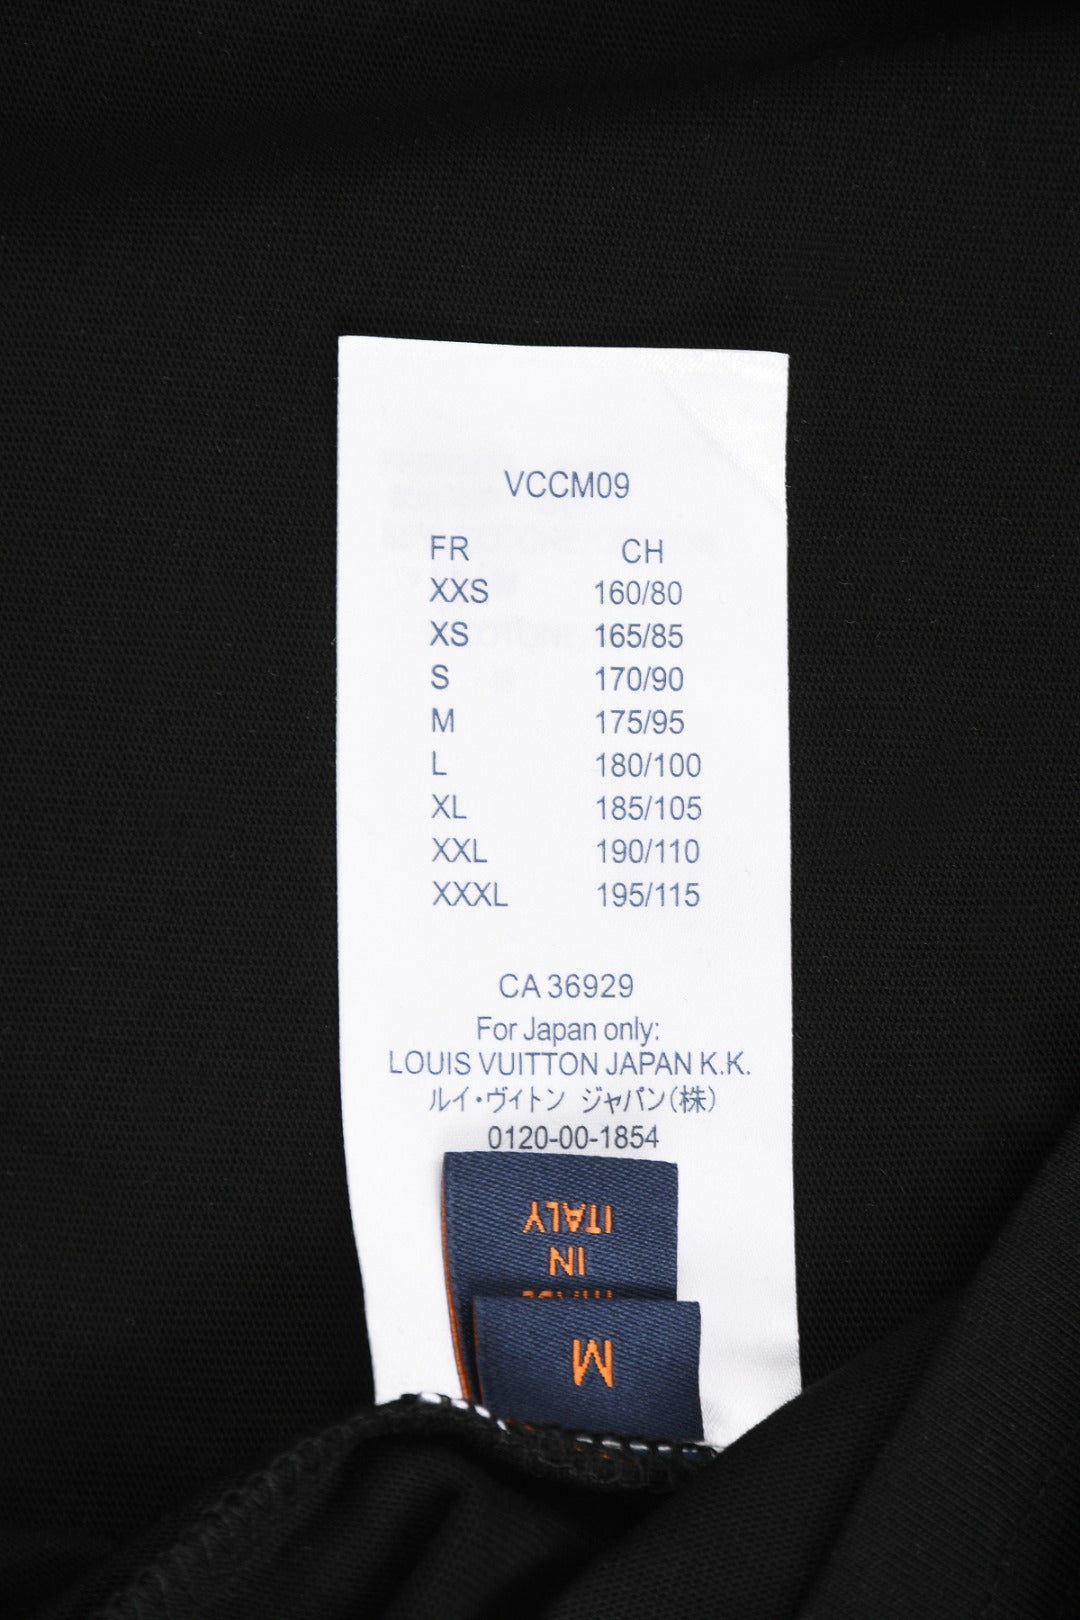 VCCM09
FR CH
XXS 160/80
XS 165/85
S 170/90
M 175/95
L 180/100
XL 185/105
XXL 190/110
XXXL 195/115
CA 36929
For Japan only:
LOUIS VUITTON JAPAN K.K.
ルイ・ヴィトン ジャパン(株)
0120-00-1854
IN
ITALY
M